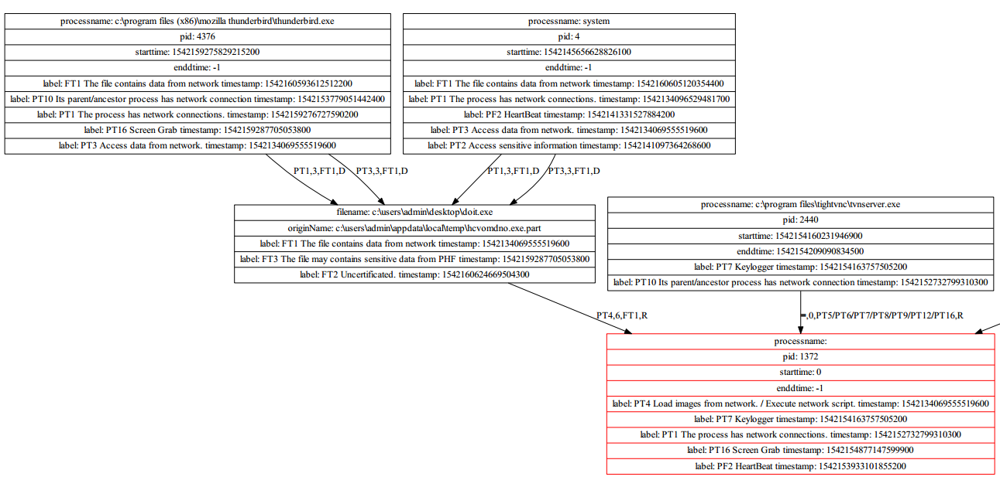 processname: c:\program files (x86)\mozilla thunderbird\thunderbird.exe
pid: 4376
starttime: 1542159275829215200
enddtime: -1
label: FT1 The file contains data from network timestamp: 1542160593612512200
label: PT10 Its parent/ancestor process has network connection timestamp: 1542153779051442400
label: PT1 The process has network connections. timestamp: 1542159276727590200
label: PT16 Screen Grab timestamp: 1542159287705053800
label: PT3 Access data from network. timestamp: 1542134069555519600
processname: system
pid: 4
starttime: 1542145656628826100
enddtime: -1
label: FT1 The file contains data from network timestamp: 1542160605120354400
label: PT1 The process has network connections. timestamp: 1542134096529481700
label: PF2 HeartBeat timestamp: 1542141331527884200
label: PT3 Access data from network. timestamp: 1542134069555519600
label: PT2 Access sensitive information timestamp: 1542141097364268600
PT1,3,FT1,D
PT3,3,FT1,D
PT1,3,FT1,D
PT3,3,FT1,D
filename: c:\users\admin\desktop\doit.exe
originName: c:\users\admin\appdata\local\temp\hcvomdno.exe.part
label: FT1 The file contains data from network timestamp: 1542134069555519600
label: FT3 The file may contains sensitive data from PHF timestamp: 1542159287705053800
label: FT2 Uncertificated. timestamp: 1542160624669504300
processname: c:\program files\tightvnc\tvnserver.exe
pid: 2440
starttime: 1542154160231946900
enddtime: 1542154209090834500
label: PT7 Keylogger timestamp: 1542154163757505200
label: PT10 Its parent/ancestor process has network connection timestamp: 1542152732799310300
PT4,6,FT1,R
=,0,PT5/PT6/PT7/PT8/PT9/PT12/PT16,R
processname:
pid: 1372
starttime: 0
enddtime: -1
label: PT4 Load images from network. / Execute network script. timestamp: 1542134069555519600
label: PT7 Keylogger timestamp: 1542154163757505200
label: PT1 The process has network connections. timestamp: 1542152732799310300
label: PT16 Screen Grab timestamp: 1542154877147599900
label: PF2 HeartBeat timestamp: 1542153933101855200